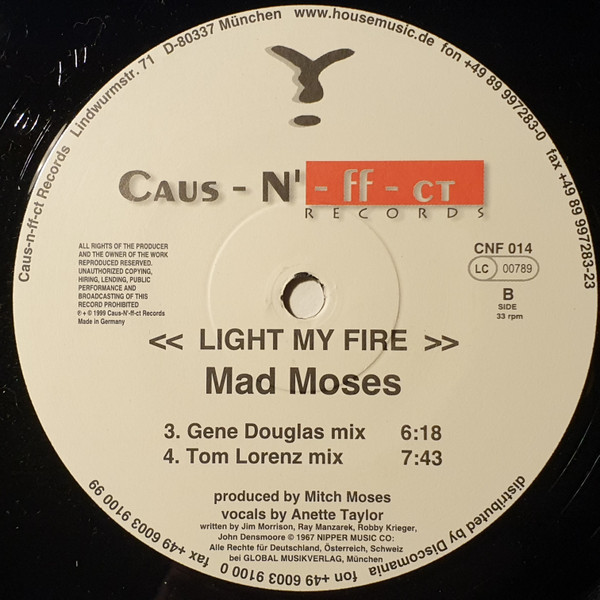 Caus-n-ff-ct Records Lindwurmstr. 71 D-80337 München www.housemusic.de fon +49 89 997283-0 fax +49 89 997283-23
CAUS - N' - ff - CT
RECORDS
ALL RIGHTS OF THE PRODUCER
AND THE OWNER OF THE WORK
REPRODUCED RESERVED.
UNAUTHORIZED COPYING,
HIRING, LENDING, PUBLIC
PERFORMANCE AND
BROADCASTING OF THIS
RECORD PROHIBITED
℗ + © 1999 Caus-N'-ff-ct Records
Made in Germany
CNF 014
LC 00789
B
SIDE
33 rpm
<< LIGHT MY FIRE >>
Mad Moses
3. Gene Douglas mix 6:18
4. Tom Lorenz mix 7:43
produced by Mitch Moses
vocals by Anette Taylor
written by Jim Morrison, Ray Manzarek, Robby Krieger,
John Densmoore © 1967 NIPPER MUSIC CO:
Alle Rechte für Deutschland, Österreich, Schweiz
bei GLOBAL MUSIKVERLAG, München
distributed by Discomania fon +49 6003 9100 0 fax +49 6003 9100 99